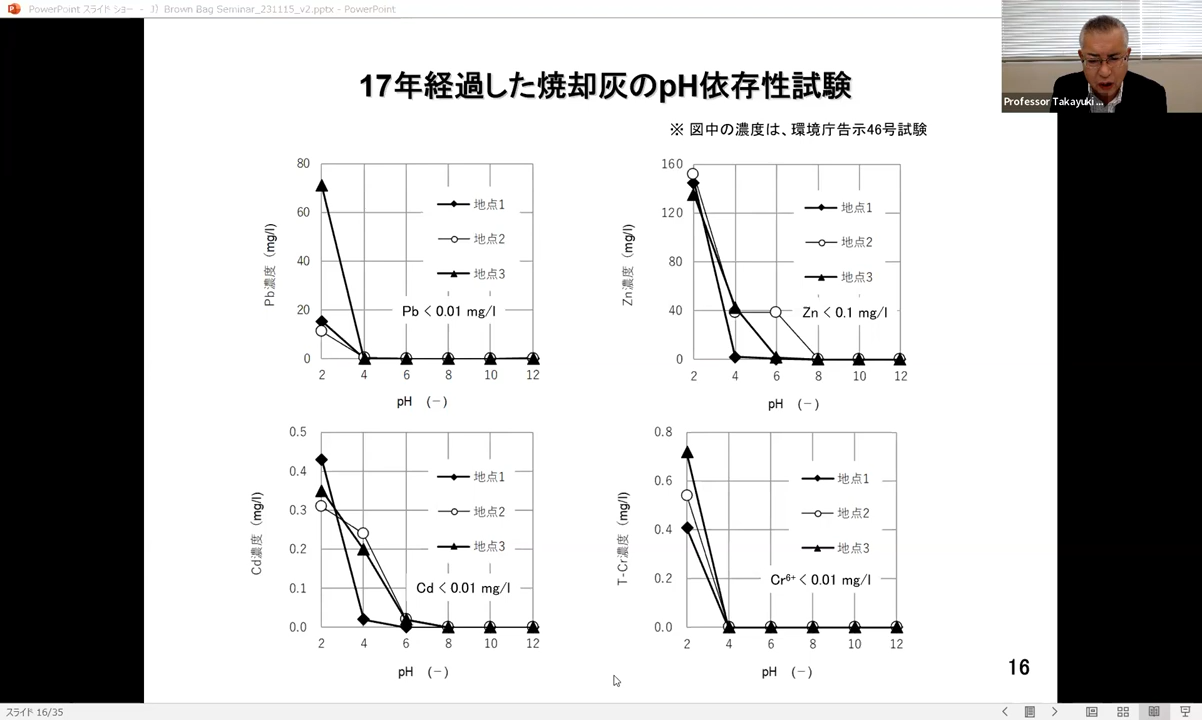 PowerPoint スライド ショー - J) Brown Bag Seminar_231115_v2.pptx - PowerPoint
Professor Takayuki ...
17年経過した焼却灰のpH依存性試験
※ 図中の濃度は、環境庁告示46号試験
Pb濃度 (mg/l)
80
60
40
20
0
地点1
地点2
地点3
Pb < 0.01 mg/l
2 4 6 8 10 12
pH (−)
Zn濃度 (mg/l)
160
120
80
40
0
地点1
地点2
地点3
Zn < 0.1 mg/l
2 4 6 8 10 12
pH (−)
Cd濃度 (mg/l)
0.5
0.4
0.3
0.2
0.1
0.0
地点1
地点2
地点3
Cd < 0.01 mg/l
2 4 6 8 10 12
pH (−)
T-Cr濃度 (mg/l)
0.8
0.6
0.4
0.2
0.0
地点1
地点2
地点3
Cr⁶⁺ < 0.01 mg/l
2 4 6 8 10 12
pH (−)
16
スライド 16/35